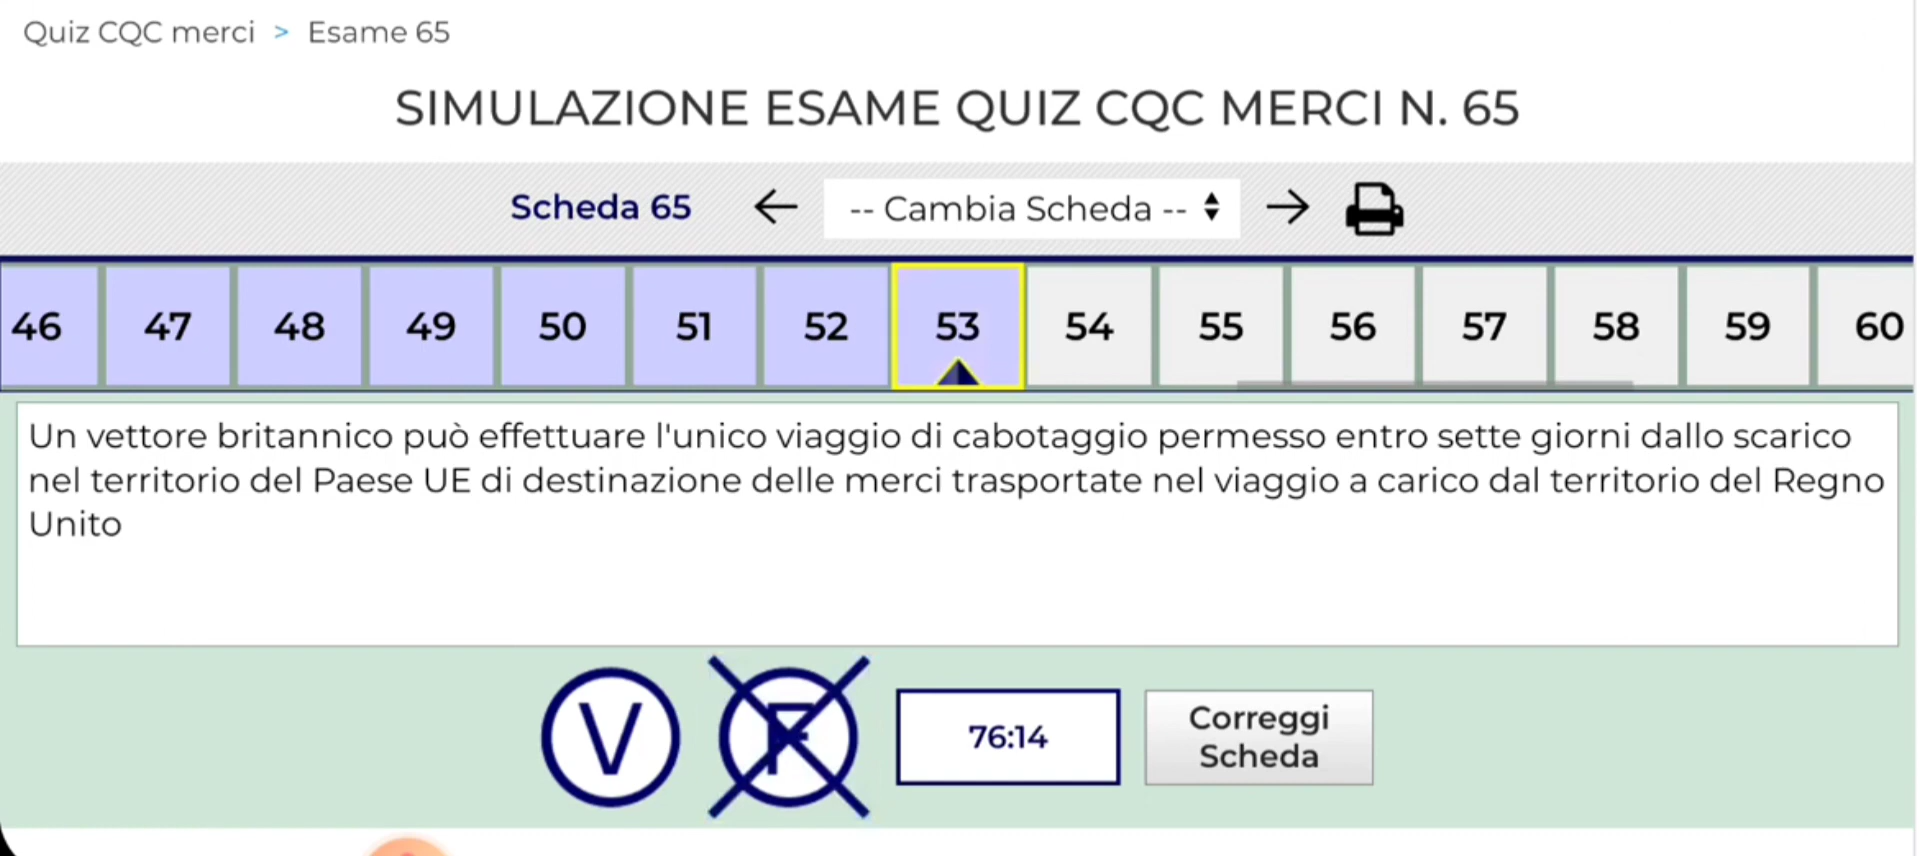 Quiz CQC merci > Esame 65
SIMULAZIONE ESAME QUIZ CQC MERCI N. 65
Scheda 65 ← -- Cambia Scheda -- →
46 47 48 49 50 51 52 53 54 55 56 57 58 59 60
Un vettore britannico può effettuare l'unico viaggio di cabotaggio permesso entro sette giorni dallo scarico
nel territorio del Paese UE di destinazione delle merci trasportate nel viaggio a carico dal territorio del Regno
Unito
V F 76:14 Correggi
Scheda